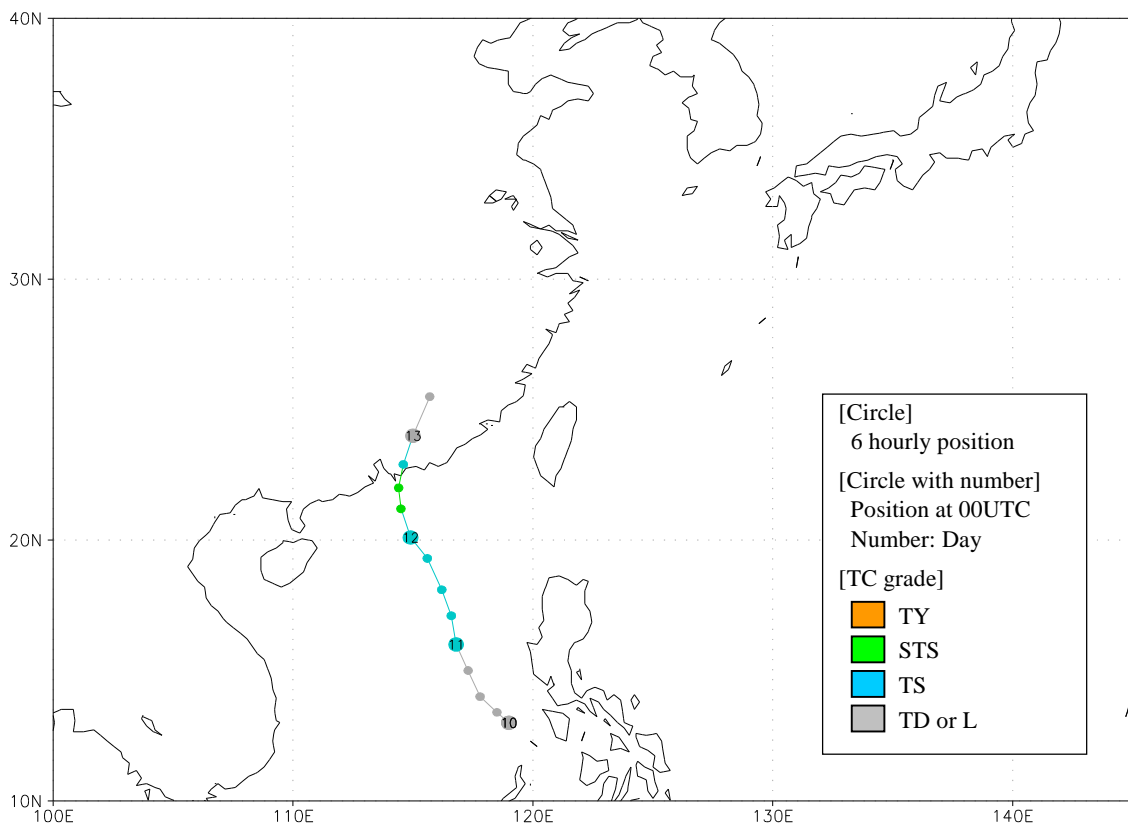 40N
30N
20N
10N
100E
110E
120E
130E
140E
13
12
11
10
[Circle]
6 hourly position
[Circle with number]
Position at 00UTC
Number: Day
[TC grade]
TY
STS
TS
TD or L